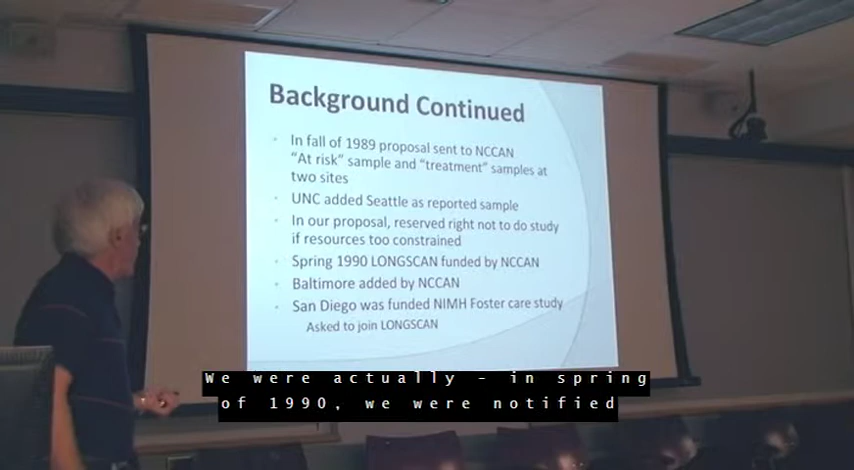 Background Continued
In fall of 1989 proposal sent to NCCAN
“At risk” sample and “treatment” samples at
two sites
UNC added Seattle as reported sample
In our proposal, reserved right not to do study
if resources too constrained
Spring 1990 LONGSCAN funded by NCCAN
Baltimore added by NCCAN
San Diego was funded NIMH Foster care study
Asked to join LONGSCAN
We were actually - in spring
of 1990, we were notified